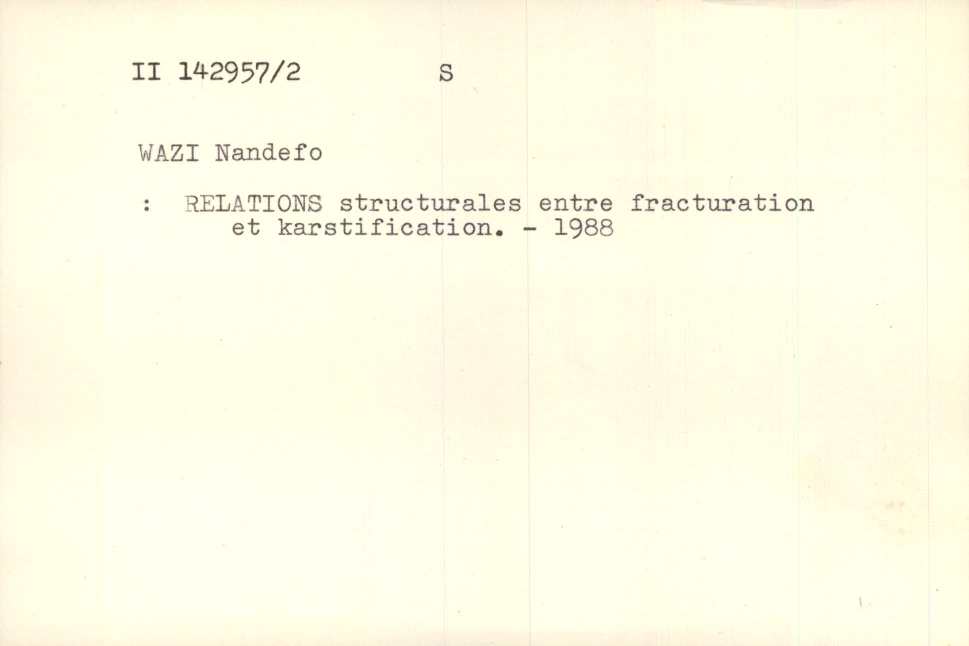 II 142957/2 S
WAZI Nandefo
: RELATIONS structurales entre fracturation
et karstification. - 1988